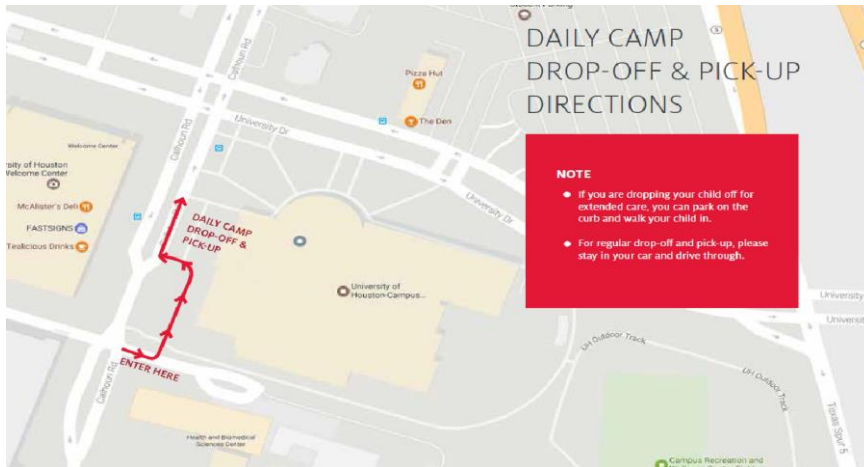 DAILY CAMP
DROP-OFF & PICK-UP
DIRECTIONS
NOTE
If you are dropping your child off for
extended care, you can park on the
curb and walk your child in.
For regular drop-off and pick-up, please
stay in your car and drive through.
Calhoun Rd
Pizza Hut
The Den
University Dr
Welcome Center
Calhoun Rd
University of Houston
Welcome Center
McAlister's Deli
FASTSIGNS
Tealicious Drinks
DAILY CAMP
DROP-OFF &
PICK-UP
University Dr
University of
Houston-Campus...
University
Universit
ENTER HERE
Calhoun Rd
UH Outdoor Track
UH Outdoor Track
Texas Spur 5
Health and Biomedical
Sciences Center
Campus Recreation and
5